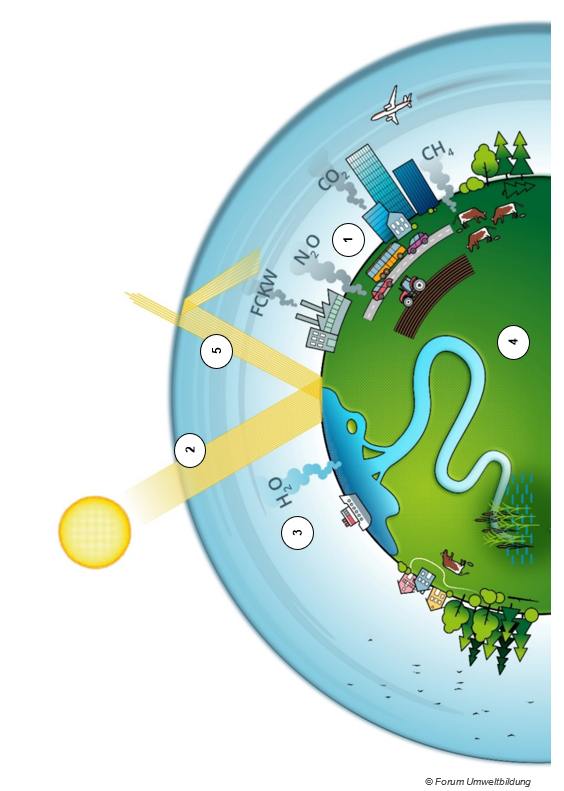 CH₄
CO₂
1
N₂O
FCKW
5
4
2
H₂O
3
© Forum Umweltbildung